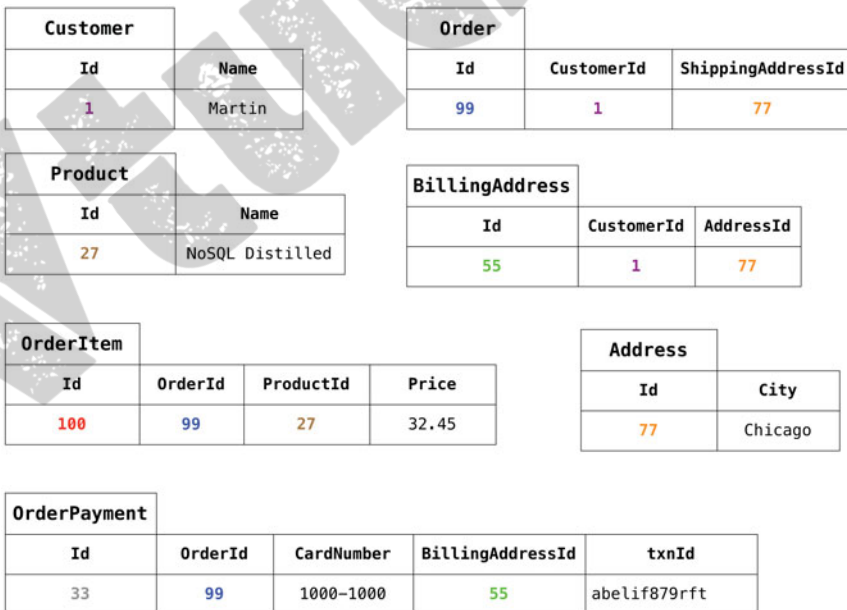 Customer
Id Name
1 Martin
Order
Id CustomerId ShippingAddressId
99 1 77
Product
Id Name
27 NoSQL Distilled
BillingAddress
Id CustomerId AddressId
55 1 77
OrderItem
Id OrderId ProductId Price
100 99 27 32.45
Address
Id City
77 Chicago
OrderPayment
Id OrderId CardNumber BillingAddressId txnId
33 99 1000-1000 55 abelif879rft